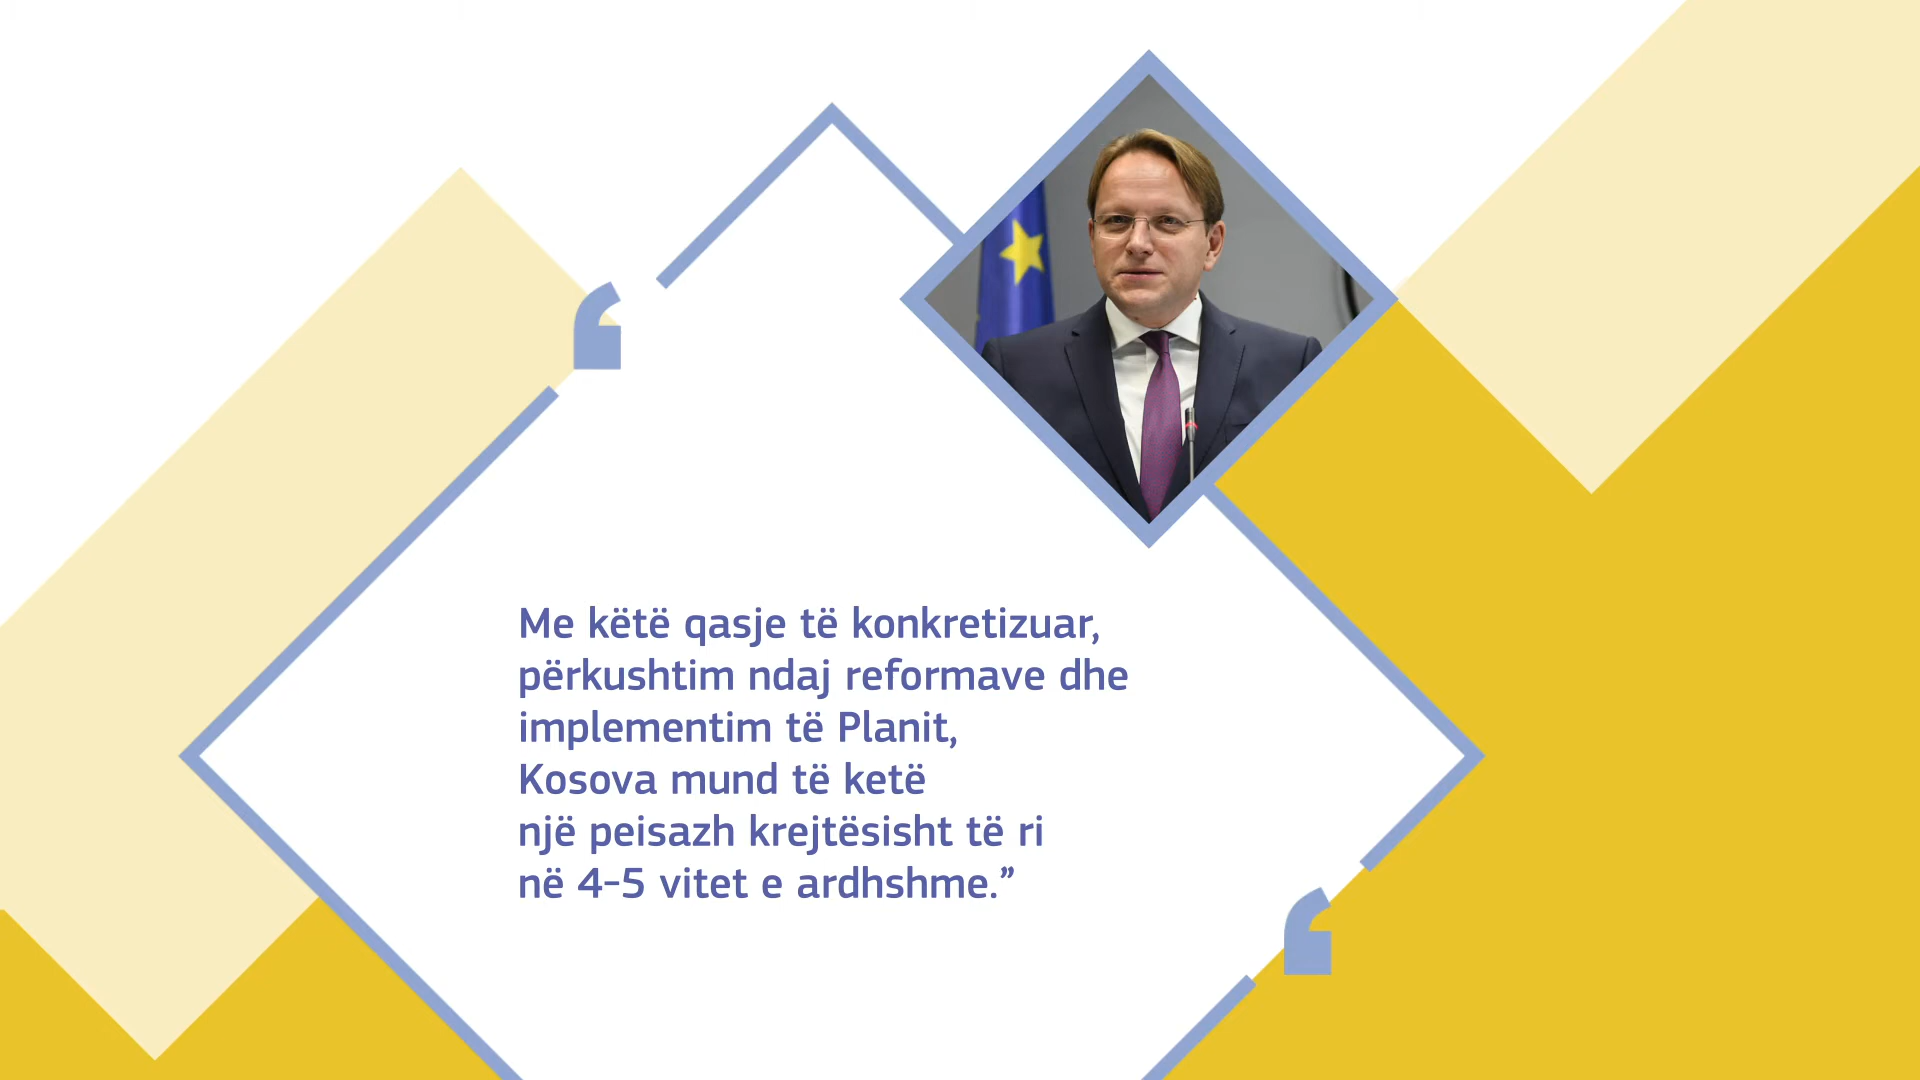 Me këtë qasje të konkretizuar,
përkushtim ndaj reformave dhe
implementim të Planit,
Kosova mund të ketë
një peisazh krejtësisht të ri
në 4-5 vitet e ardhshme.”